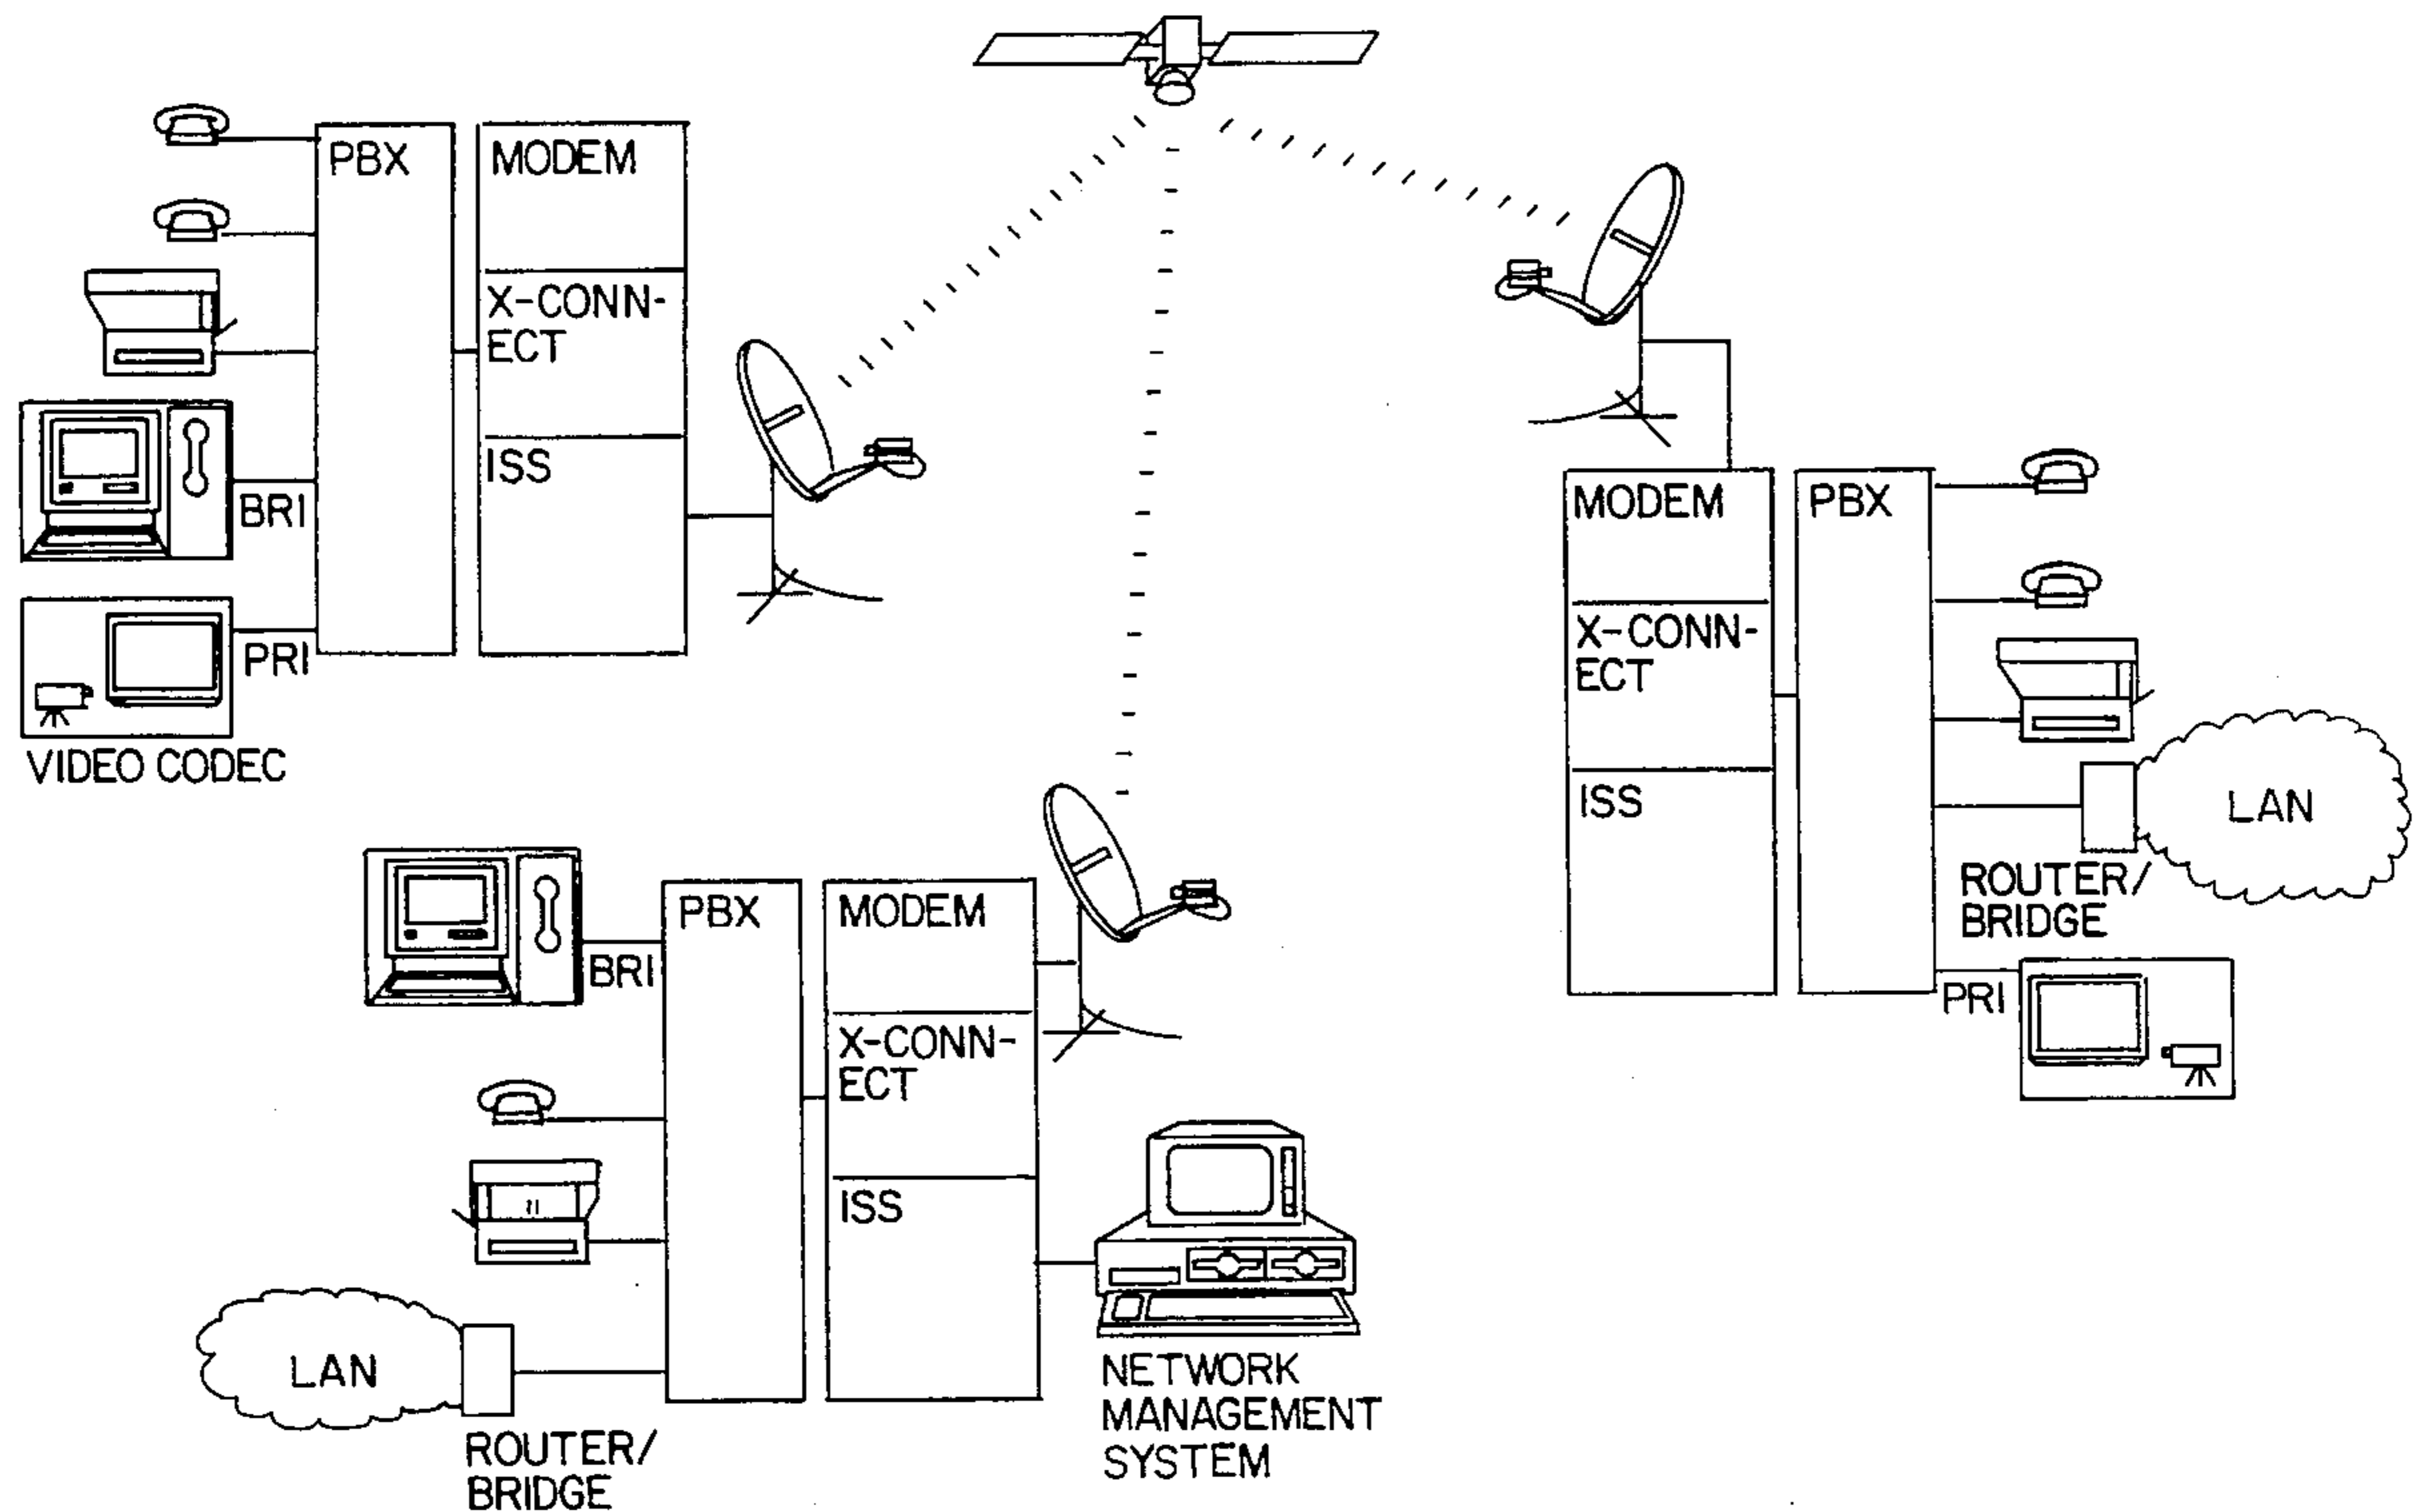 PBX
MODEM
X-CONN-
ECT
ISS
BRI
PRI
VIDEO CODEC
MODEM
PBX
X-CONN-
ECT
ISS
LAN
ROUTER/
BRIDGE
PRI
PBX
MODEM
BRI
X-CONN-
ECT
ISS
LAN
ROUTER/
BRIDGE
NETWORK
MANAGEMENT
SYSTEM